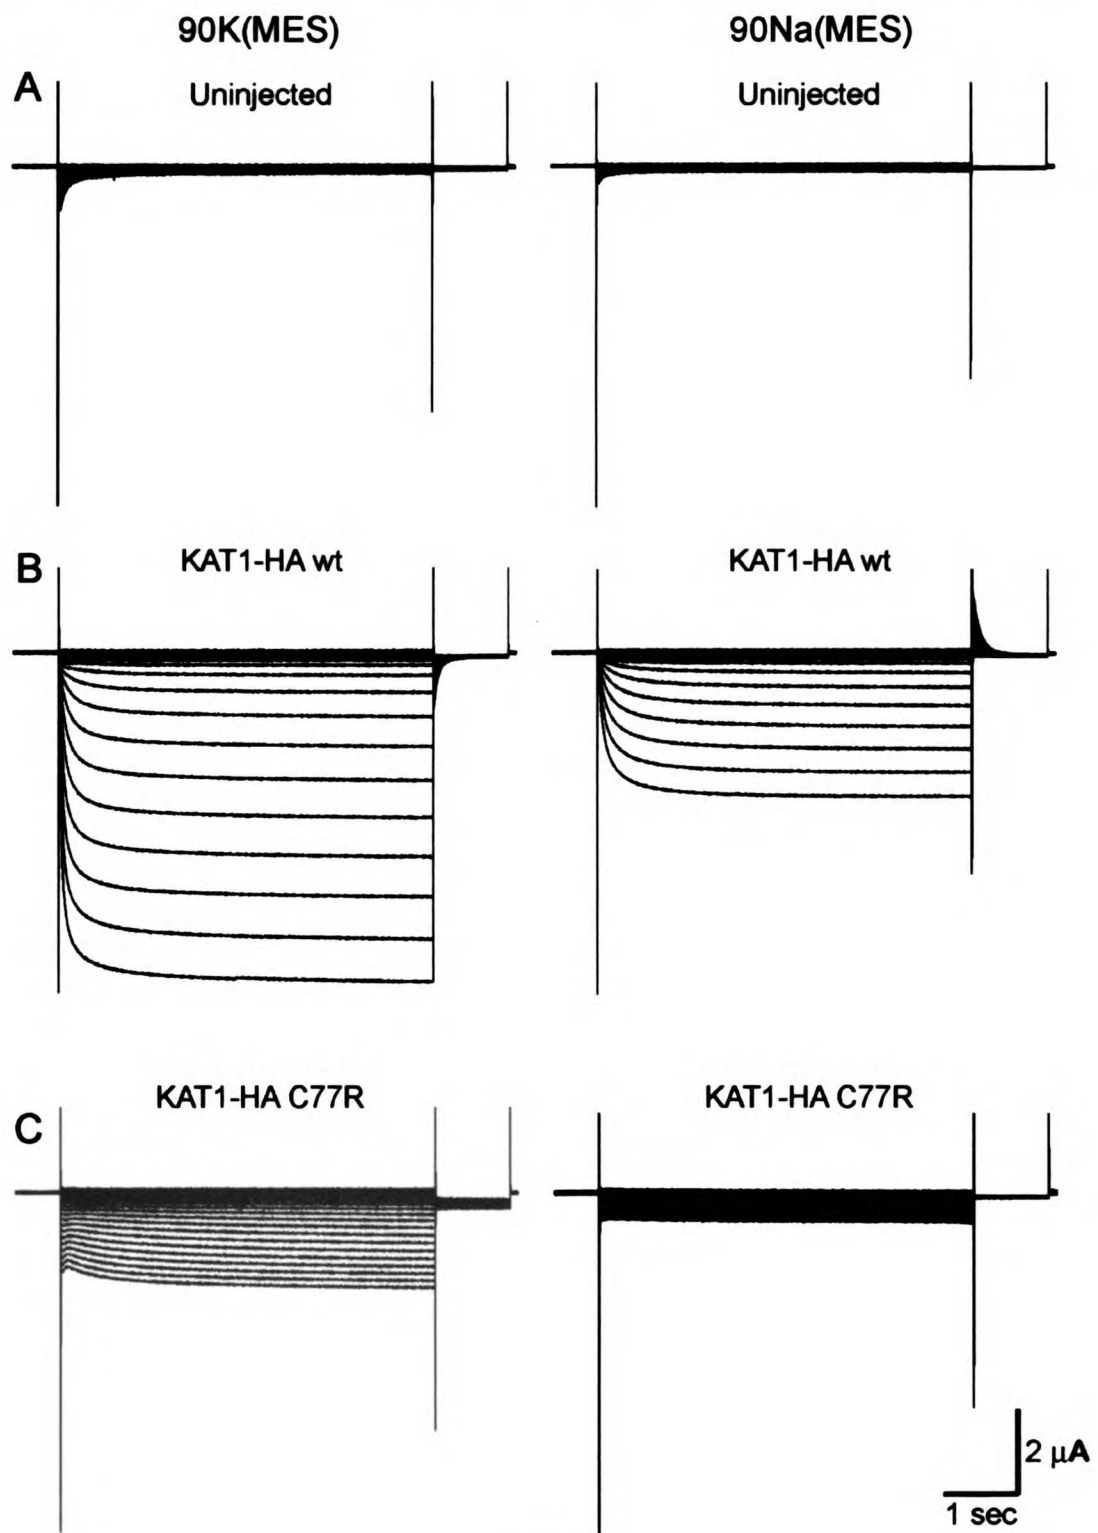 90K(MES) 90Na(MES)
A Uninjected Uninjected
B KAT1-HA wt KAT1-HA wt
C KAT1-HA C77R KAT1-HA C77R
2 μA
1 sec